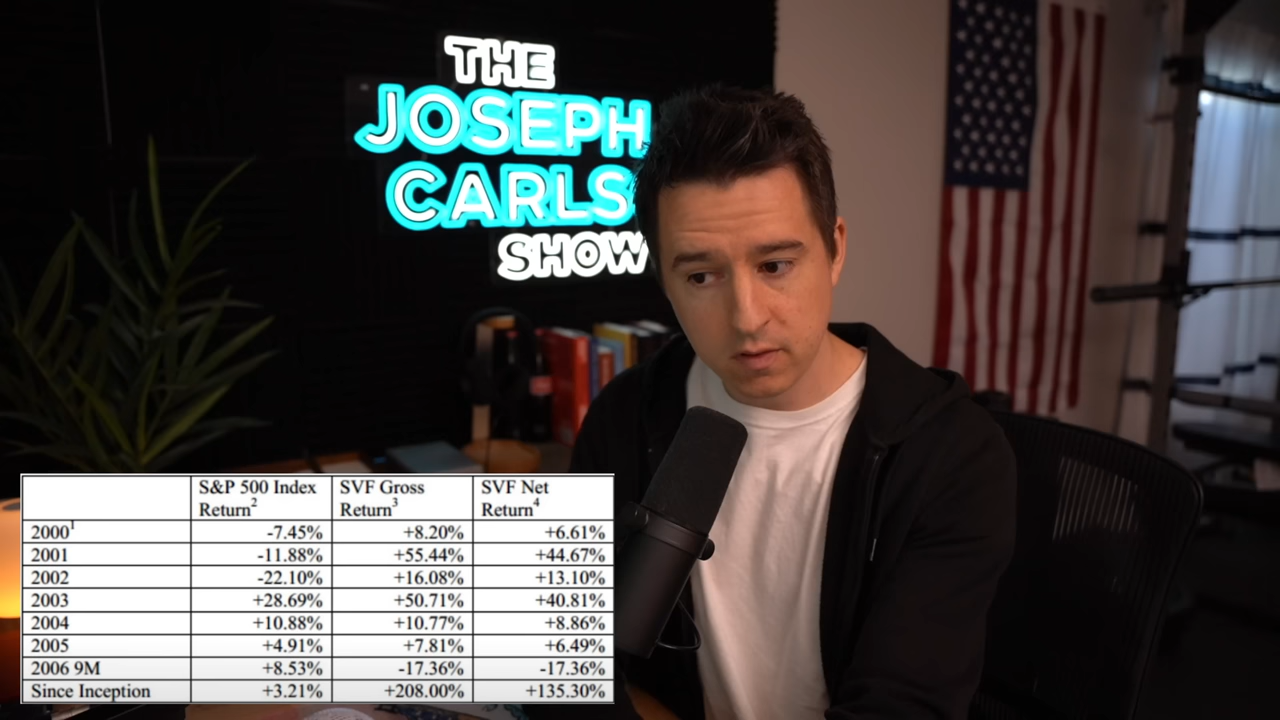 THE
JOSEPH
CARLS
SHOW
S&P 500 Index Return² SVF Gross Return³ SVF Net Return⁴
2000¹ -7.45% +8.20% +6.61%
2001 -11.88% +55.44% +44.67%
2002 -22.10% +16.08% +13.10%
2003 +28.69% +50.71% +40.81%
2004 +10.88% +10.77% +8.86%
2005 +4.91% +7.81% +6.49%
2006 9M +8.53% -17.36% -17.36%
Since Inception +3.21% +208.00% +135.30%